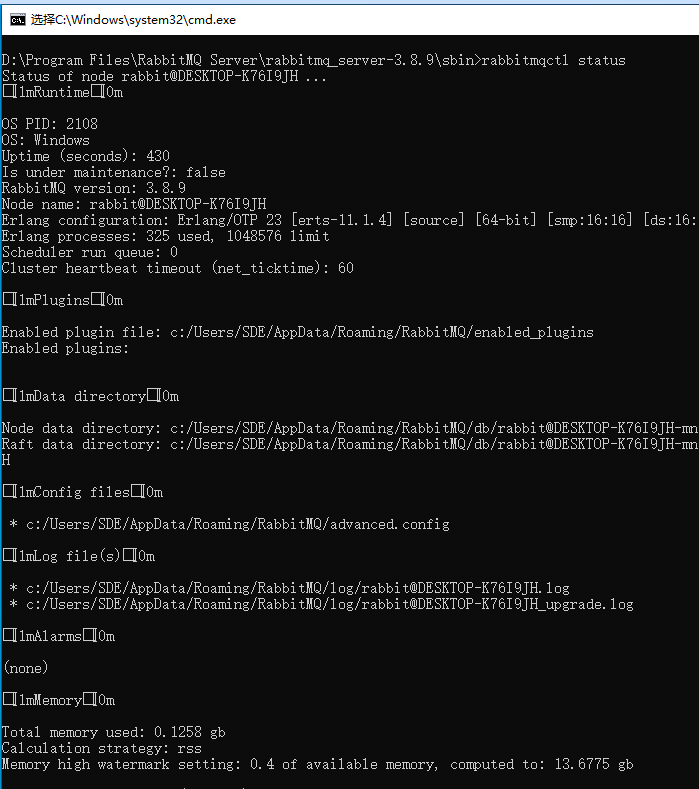 选择C:\Windows\system32\cmd.exe
D:\Program Files\RabbitMQ Server\rabbitmq_server-3.8.9\sbin>rabbitmqctl status
Status of node rabbit@DESKTOP-K76I9JH ...
□[1mRuntime□[0m
OS PID: 2108
OS: Windows
Uptime (seconds): 430
Is under maintenance?: false
RabbitMQ version: 3.8.9
Node name: rabbit@DESKTOP-K76I9JH
Erlang configuration: Erlang/OTP 23 [erts-11.1.4] [source] [64-bit] [smp:16:16] [ds:16:
Erlang processes: 325 used, 1048576 limit
Scheduler run queue: 0
Cluster heartbeat timeout (net_ticktime): 60
□[1mPlugins□[0m
Enabled plugin file: c:/Users/SDE/AppData/Roaming/RabbitMQ/enabled_plugins
Enabled plugins:
□[1mData directory□[0m
Node data directory: c:/Users/SDE/AppData/Roaming/RabbitMQ/db/rabbit@DESKTOP-K76I9JH-mn
Raft data directory: c:/Users/SDE/AppData/Roaming/RabbitMQ/db/rabbit@DESKTOP-K76I9JH-mn
H
□[1mConfig files□[0m
* c:/Users/SDE/AppData/Roaming/RabbitMQ/advanced.config
□[1mLog file(s)□[0m
* c:/Users/SDE/AppData/Roaming/RabbitMQ/log/rabbit@DESKTOP-K76I9JH.log
* c:/Users/SDE/AppData/Roaming/RabbitMQ/log/rabbit@DESKTOP-K76I9JH_upgrade.log
□[1mAlarms□[0m
(none)
□[1mMemory□[0m
Total memory used: 0.1258 gb
Calculation strategy: rss
Memory high watermark setting: 0.4 of available memory, computed to: 13.6775 gb